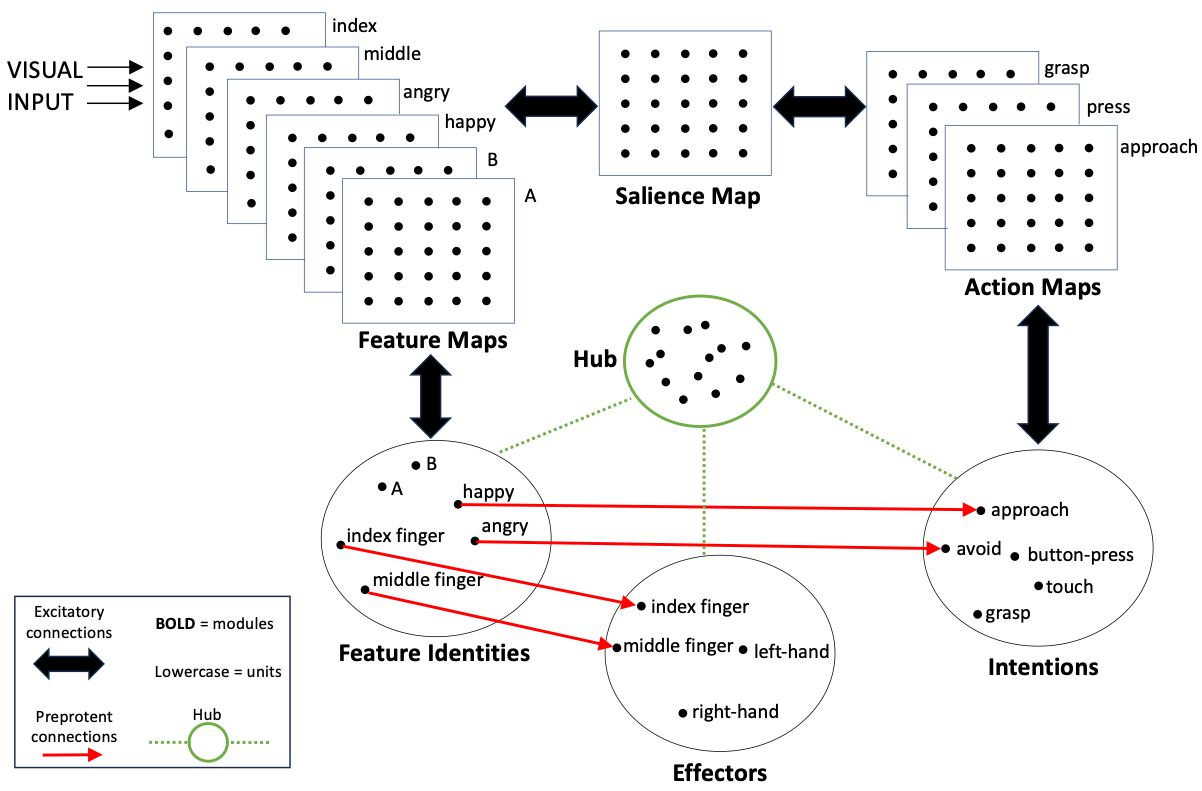 VISUAL
INPUT
index
middle
angry
happy
B
A
Feature Maps
Salience Map
grasp
press
approach
Action Maps
Hub
B
A
happy
angry
index finger
middle finger
Feature Identities
index finger
middle finger
left-hand
right-hand
Effectors
approach
avoid
button-press
touch
grasp
Intentions
Excitatory
connections
BOLD = modules
Lowercase = units
Preprotent
connections
Hub